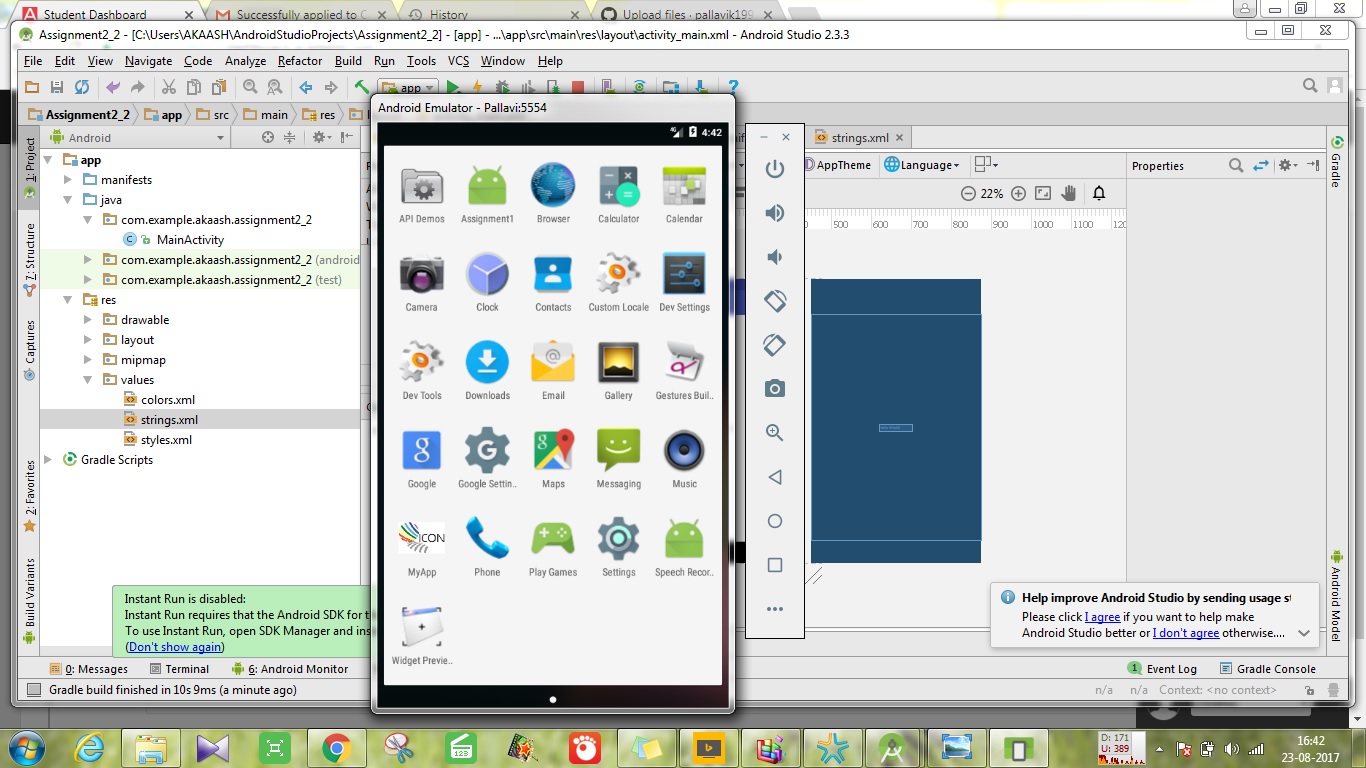 Student Dashboard
Successfully applied to C
History
Upload files · pallavik199
Assignment2_2 - [C:\Users\AKAASH\AndroidStudioProjects\Assignment2_2] - [app] - ...\app\src\main\res\layout\activity_main.xml - Android Studio 2.3.3
File Edit View Navigate Code Analyze Refactor Build Run Tools VCS Window Help
app
Assignment2_2 app src main res
Android
1: Project
7: Structure
Captures
2: Favorites
Build Variants
app
manifests
java
com.example.akaash.assignment2_2
MainActivity
com.example.akaash.assignment2_2 (android
com.example.akaash.assignment2_2 (test)
res
drawable
layout
mipmap
values
colors.xml
strings.xml
styles.xml
Gradle Scripts
Android Emulator - Pallavi:5554
4:42
API Demos Assignment1 Browser Calculator Calendar
Camera Clock Contacts Custom Locale Dev Settings
Dev Tools Downloads Email Gallery Gestures Buil..
Google Google Settin.. Maps Messaging Music
ICON
MyApp Phone Play Games Settings Speech Recor..
Widget Previe..
strings.xml
AppTheme Language
22%
500 600 700 800 900 1000 1100 120
Properties
Gradle
Android Model
Instant Run is disabled:
Instant Run requires that the Android SDK for t
To use Instant Run, open SDK Manager and ins
(Don't show again)
Help improve Android Studio by sending usage st
Please click I agree if you want to help make
Android Studio better or I don't agree otherwise....
0: Messages Terminal 6: Android Monitor
1 Event Log Gradle Console
Gradle build finished in 10s 9ms (a minute ago)
n/a n/a Context: <no context>
123
D: 171
U: 389
16:42
23-08-2017